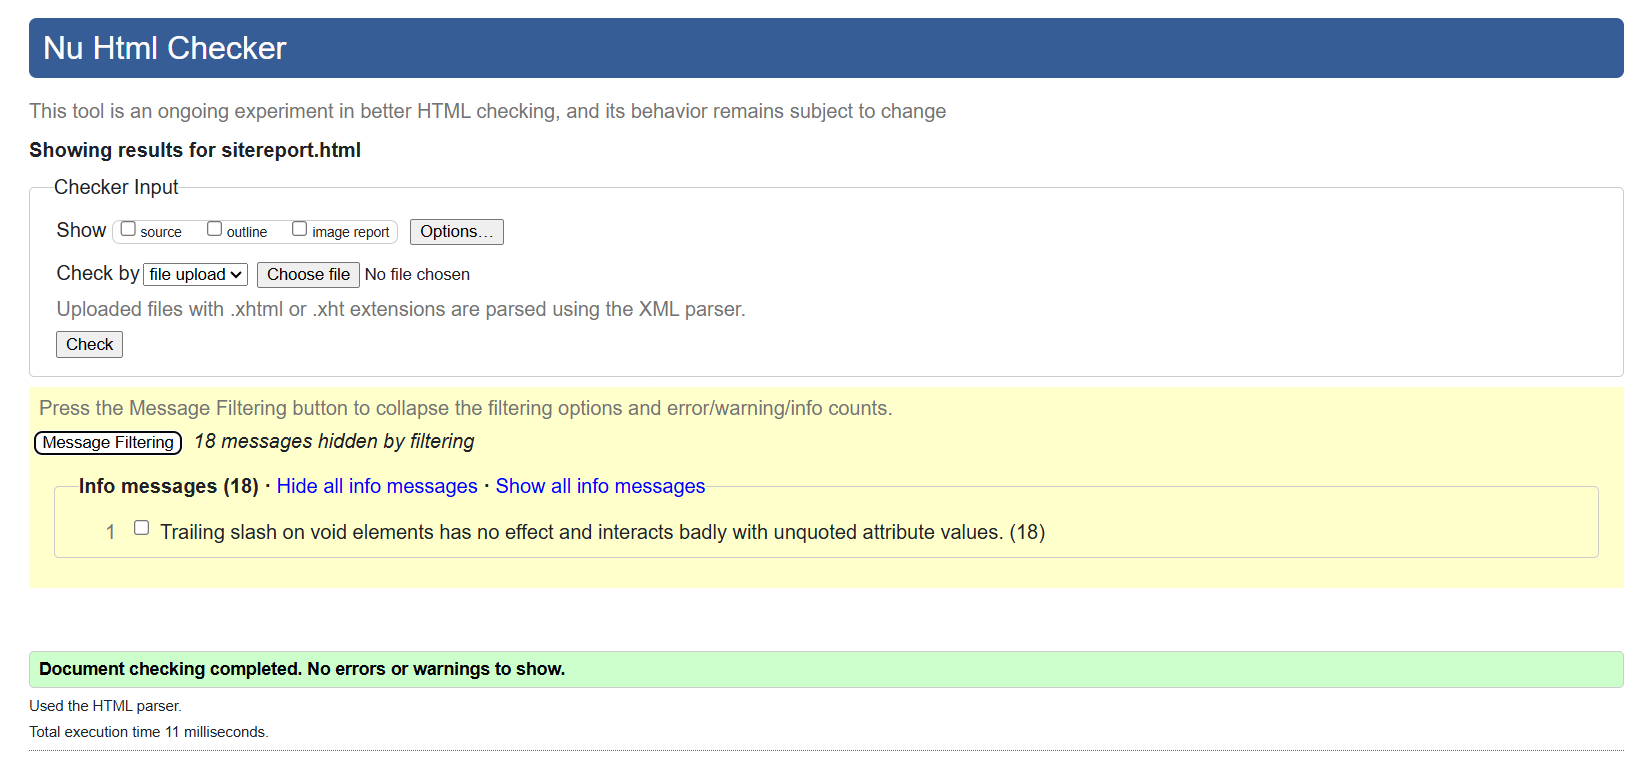 Nu Html Checker
This tool is an ongoing experiment in better HTML checking, and its behavior remains subject to change
Showing results for sitereport.html
Checker Input
Show source outline image report Options…
Check by file upload Choose file No file chosen
Uploaded files with .xhtml or .xht extensions are parsed using the XML parser.
Check
Press the Message Filtering button to collapse the filtering options and error/warning/info counts.
Message Filtering 18 messages hidden by filtering
Info messages (18) · Hide all info messages · Show all info messages
1 Trailing slash on void elements has no effect and interacts badly with unquoted attribute values. (18)
Document checking completed. No errors or warnings to show.
Used the HTML parser.
Total execution time 11 milliseconds.